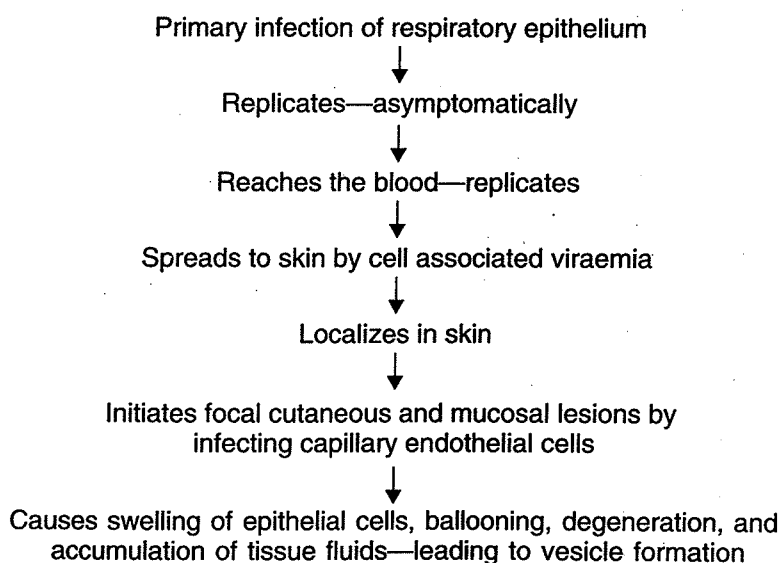 Primary infection of respiratory epithelium
Replicates—asymptomatically
Reaches the blood—replicates
Spreads to skin by cell associated viraemia
Localizes in skin
Initiates focal cutaneous and mucosal lesions by
infecting capillary endothelial cells
Causes swelling of epithelial cells, ballooning, degeneration, and
accumulation of tissue fluids—leading to vesicle formation